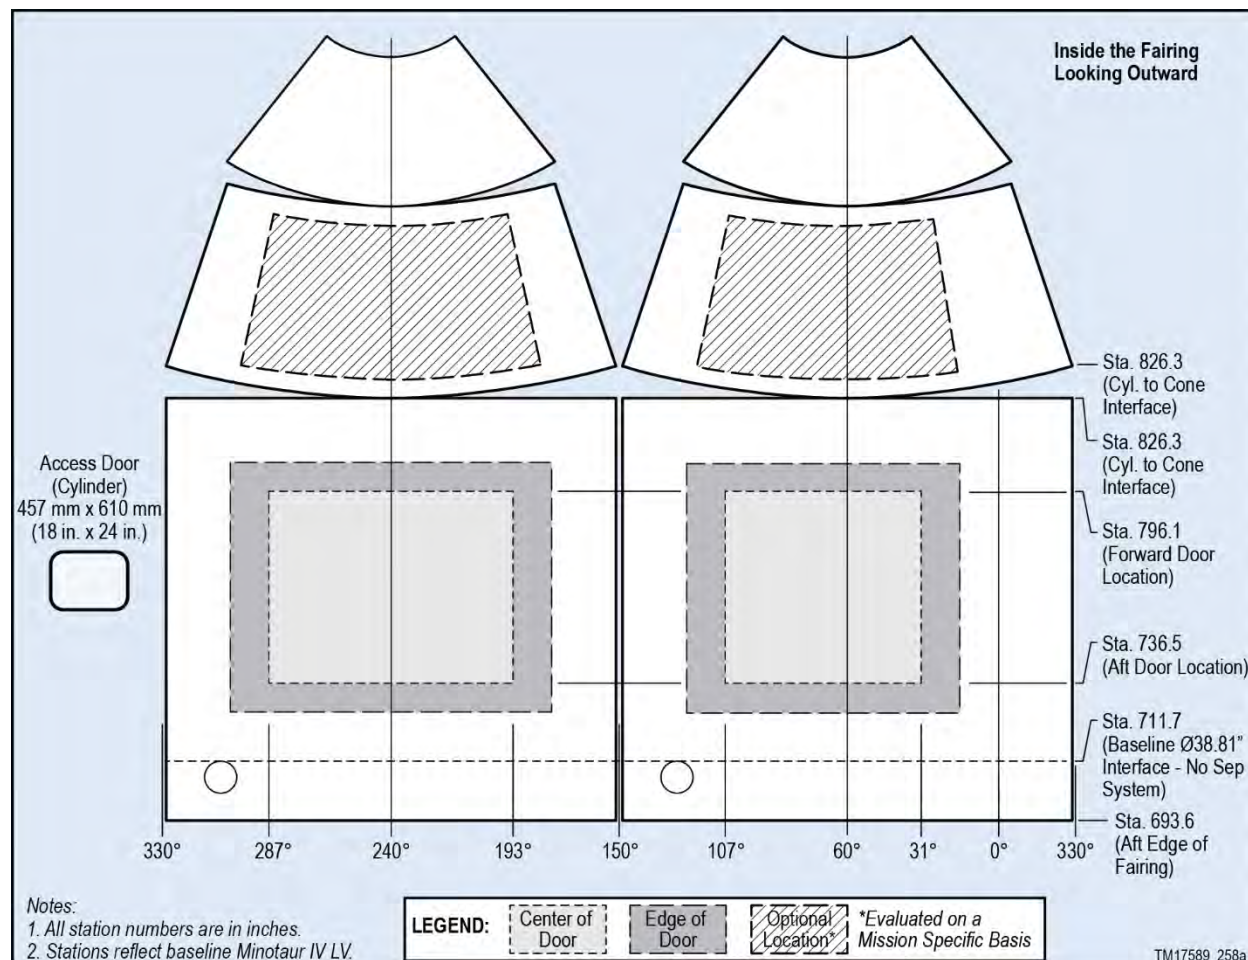 Inside the Fairing
Looking Outward
Sta. 826.3
(Cyl. to Cone
Interface)
Sta. 826.3
(Cyl. to Cone
Interface)
Access Door
(Cylinder)
457 mm x 610 mm
(18 in. x 24 in.)
Sta. 796.1
(Forward Door
Location)
Sta. 736.5
(Aft Door Location)
Sta. 711.7
(Baseline Ø38.81"
Interface - No Sep
System)
Sta. 693.6
(Aft Edge of
Fairing)
330° 287° 240° 193° 150° 107° 60° 31° 0° 330°
Notes:
1. All station numbers are in inches.
2. Stations reflect baseline Minotaur IV LV.
LEGEND:
Center of
Door
Edge of
Door
Optional
Location*
*Evaluated on a
Mission Specific Basis
TM17589_258a